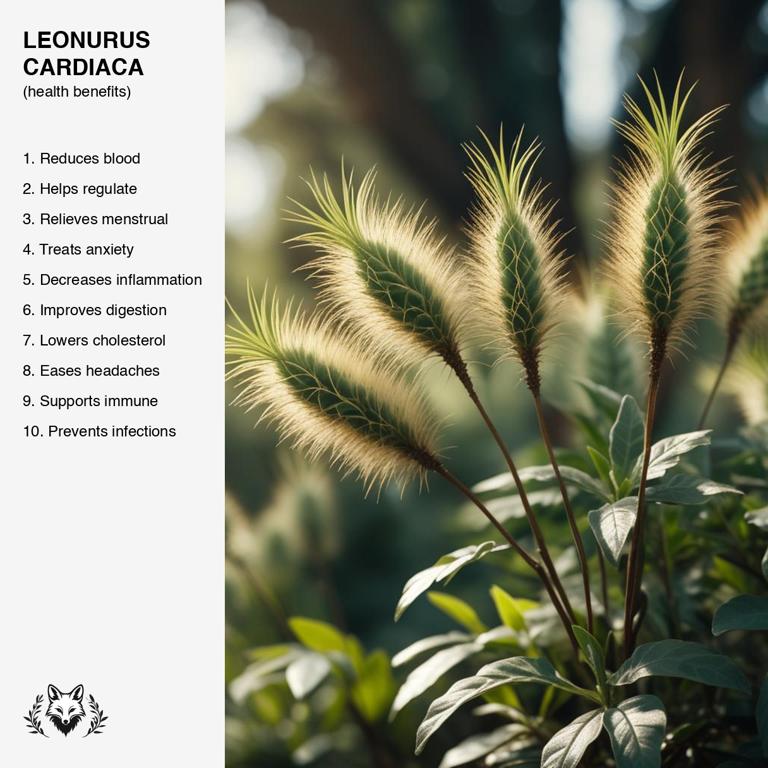 LEONURUS
CARDIACA
(health benefits)
1. Reduces blood
2. Helps regulate
3. Relieves menstrual
4. Treats anxiety
5. Decreases inflammation
6. Improves digestion
7. Lowers cholesterol
8. Eases headaches
9. Supports immune
10. Prevents infections